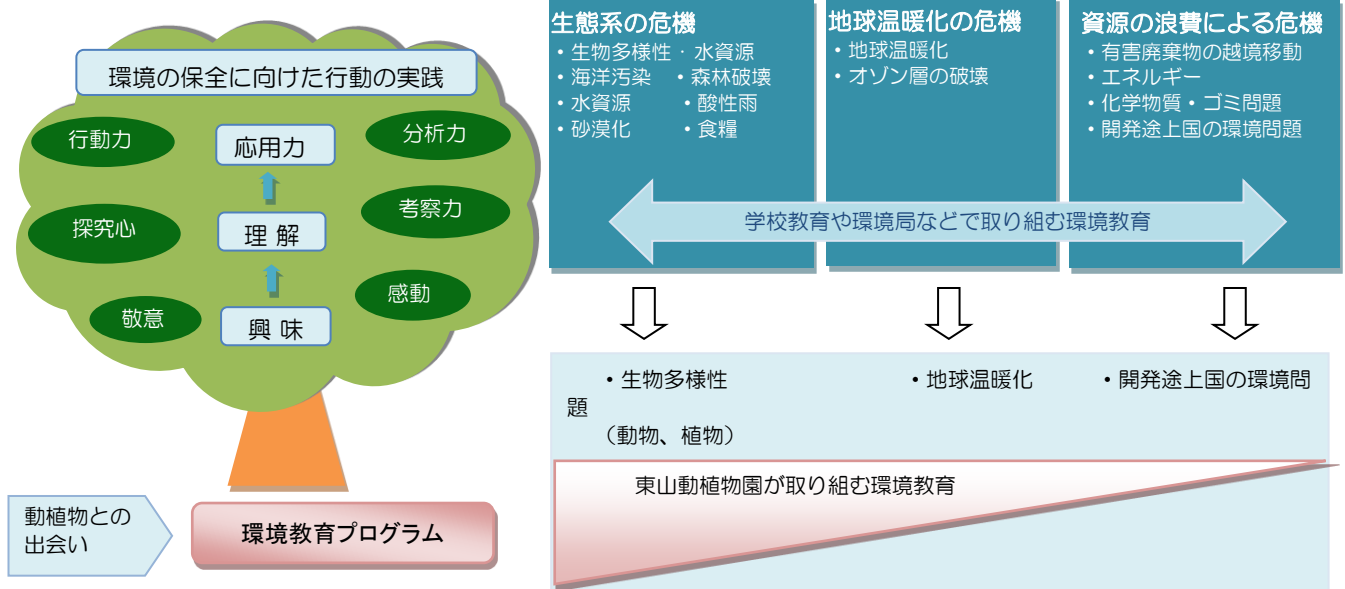 環境の保全に向けた行動の実践
行動力
応用力
分析力
探究心
理 解
考察力
敬意
興 味
感動
動植物との
出会い
環境教育プログラム
生態系の危機
・生物多様性・水資源
・海洋汚染 ・森林破壊
・水資源 ・酸性雨
・砂漠化 ・食糧
地球温暖化の危機
・地球温暖化
・オゾン層の破壊
資源の浪費による危機
・有害廃棄物の越境移動
・エネルギー
・化学物質・ゴミ問題
・開発途上国の環境問題
学校教育や環境局などで取り組む環境教育
・生物多様性 ・地球温暖化 ・開発途上国の環境問
題
（動物、植物）
東山動植物園が取り組む環境教育